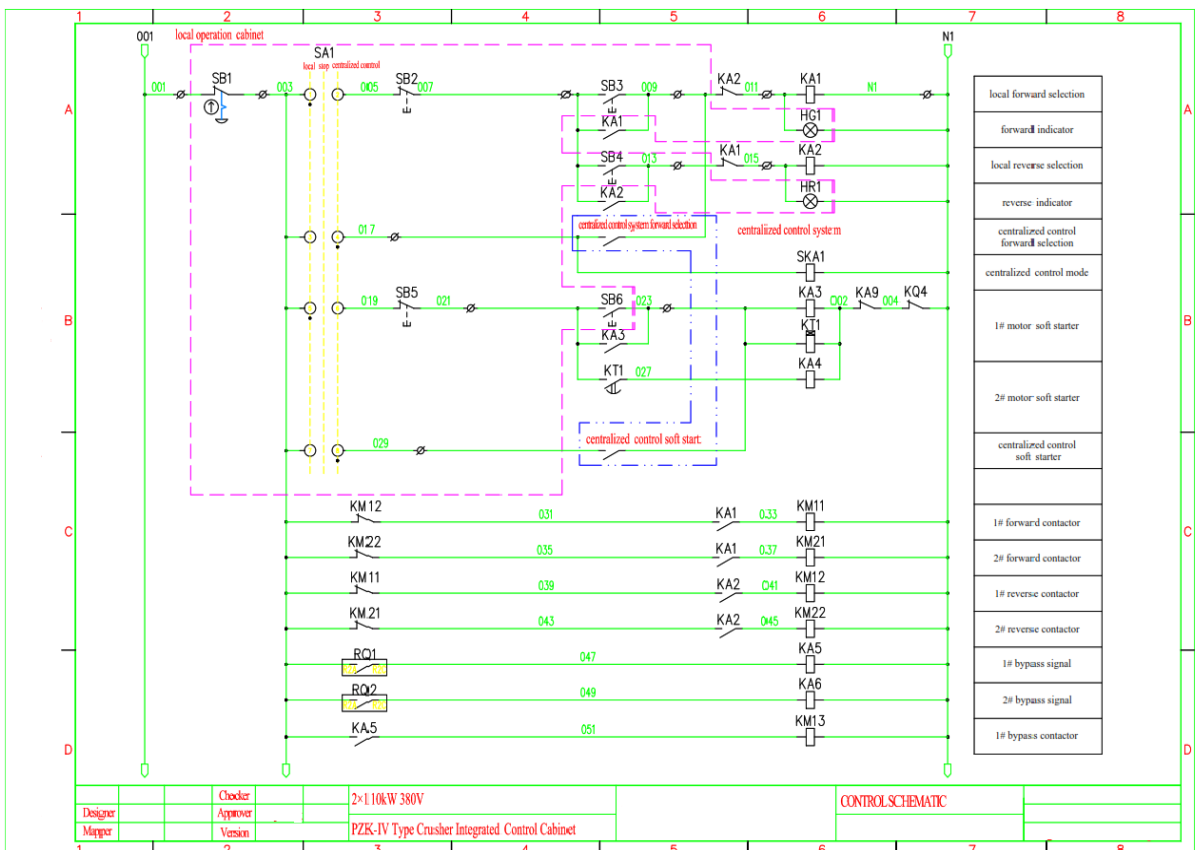 1 2 3 4 5 6 7 8
001 local operation cabinet N1
SA1
local stop centralized control
001 SB1 003 005 SB2 007 SB3 009 KA2 011 KA1 N1 local forward selection
A A
KA1 HG1 forward indicator
SB4 013 KA1 015 KA2 local reverse selection
KA2 HR1 reverse indicator
017 centralized control system forward selection centraliized control system centralized control
forward selection
SKA1 centralized control mode
019 SB5 021 SB6 023 KA3 002 KA9 004 KQ4
B B
KA3 KT1 1# motor soft starter
KT1 027 KA4
2# motor soft starter
029 centralized control soft start: centralized control
soft starter
KM12 031 KA1 033 KM11 1# forward contactor
C C
KM22 035 KA1 037 KM21 2# forward contactor
KM11 039 KA2 041 KM12 1# reverse contactor
KM21 043 KA2 045 KM22 2# reverse contactor
RQ1 047 KA5 1# bypass signal
RQ2 049 KA6 2# bypass signal
KA5 051 KM13 1# bypass contactor
D D
Checker 2×110kW 380V CONTROL SCHEMATIC
Designer Approver
Mapper Version PZK-IV Type Crusher Integrated Control Cabinet
1 2 3 4 5 6 7 8